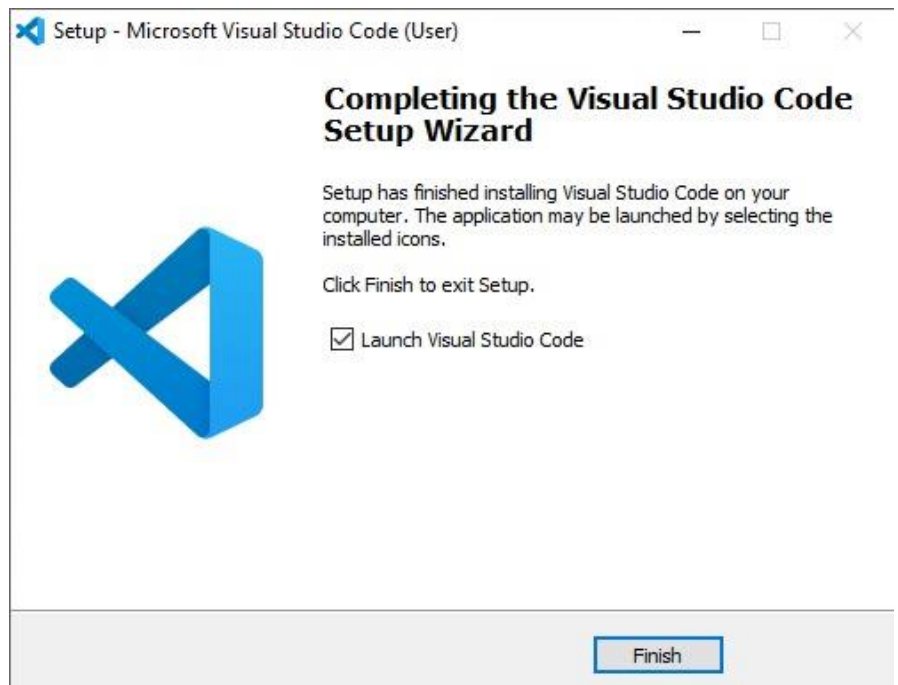 Setup - Microsoft Visual Studio Code (User)
Completing the Visual Studio Code
Setup Wizard
Setup has finished installing Visual Studio Code on your
computer. The application may be launched by selecting the
installed icons.
Click Finish to exit Setup.
Launch Visual Studio Code
Finish